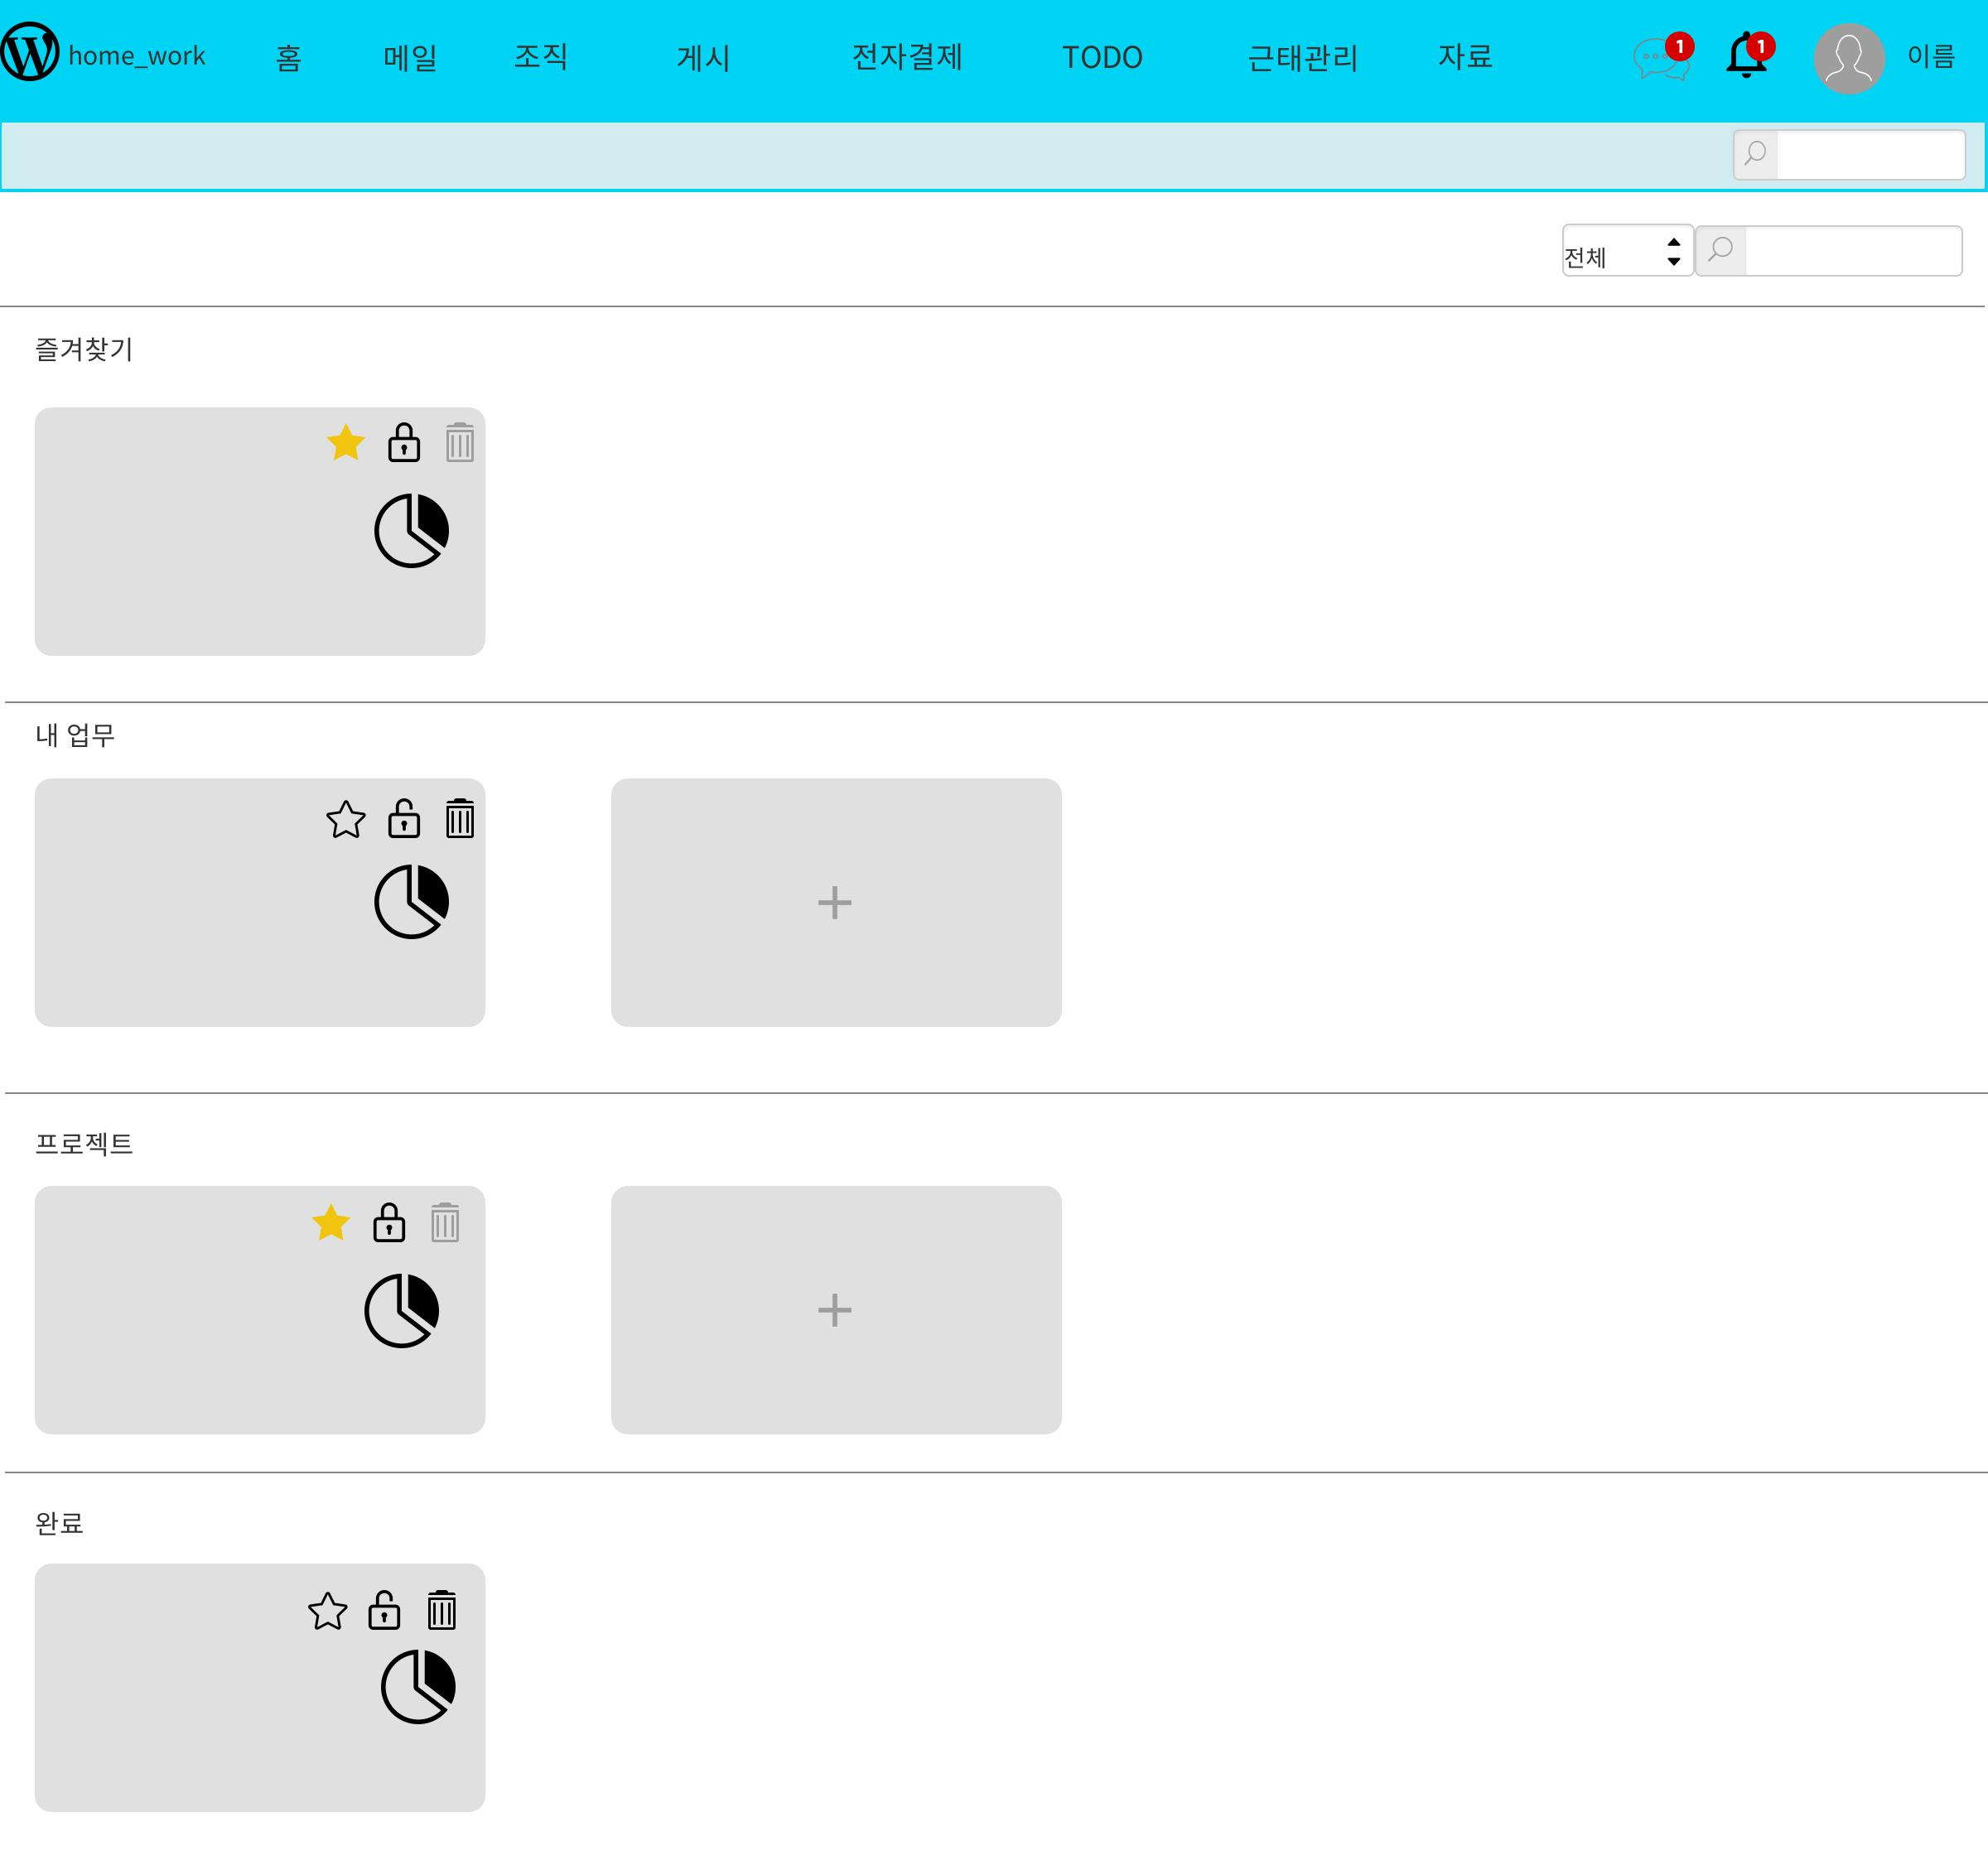 home_work 홈 메일 조직 게시 전자결제 TODO 근태관리 자료 1 1 이름
전체
즐겨찾기
내 업무
프로젝트
완료